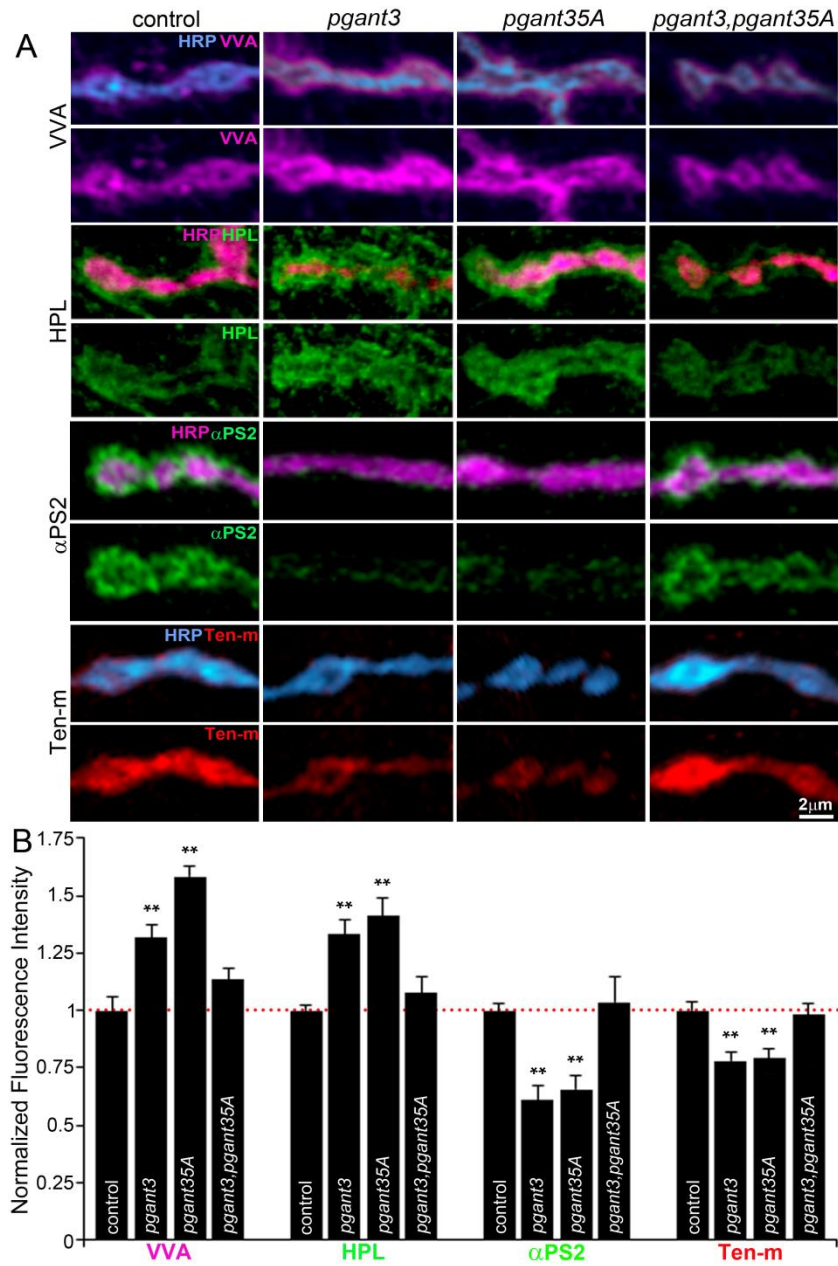 control pgant3 pgant35A pgant3,pgant35A
A
HRP VVA
VVA
VVA
HRP HPL
HPL
HPL
HRP αPS2
αPS2
αPS2
HRP Ten-m
Ten-m
Ten-m
2μm
B
Normalized Fluorescence Intensity
1.75
1.5
1.25
1
0.75
0.5
0.25
0
** ** ** ** ** ** ** **
control pgant3 pgant35A pgant3,pgant35A
control pgant3 pgant35A pgant3,pgant35A
control pgant3 pgant35A pgant3,pgant35A
control pgant3 pgant35A pgant3,pgant35A
VVA HPL αPS2 Ten-m